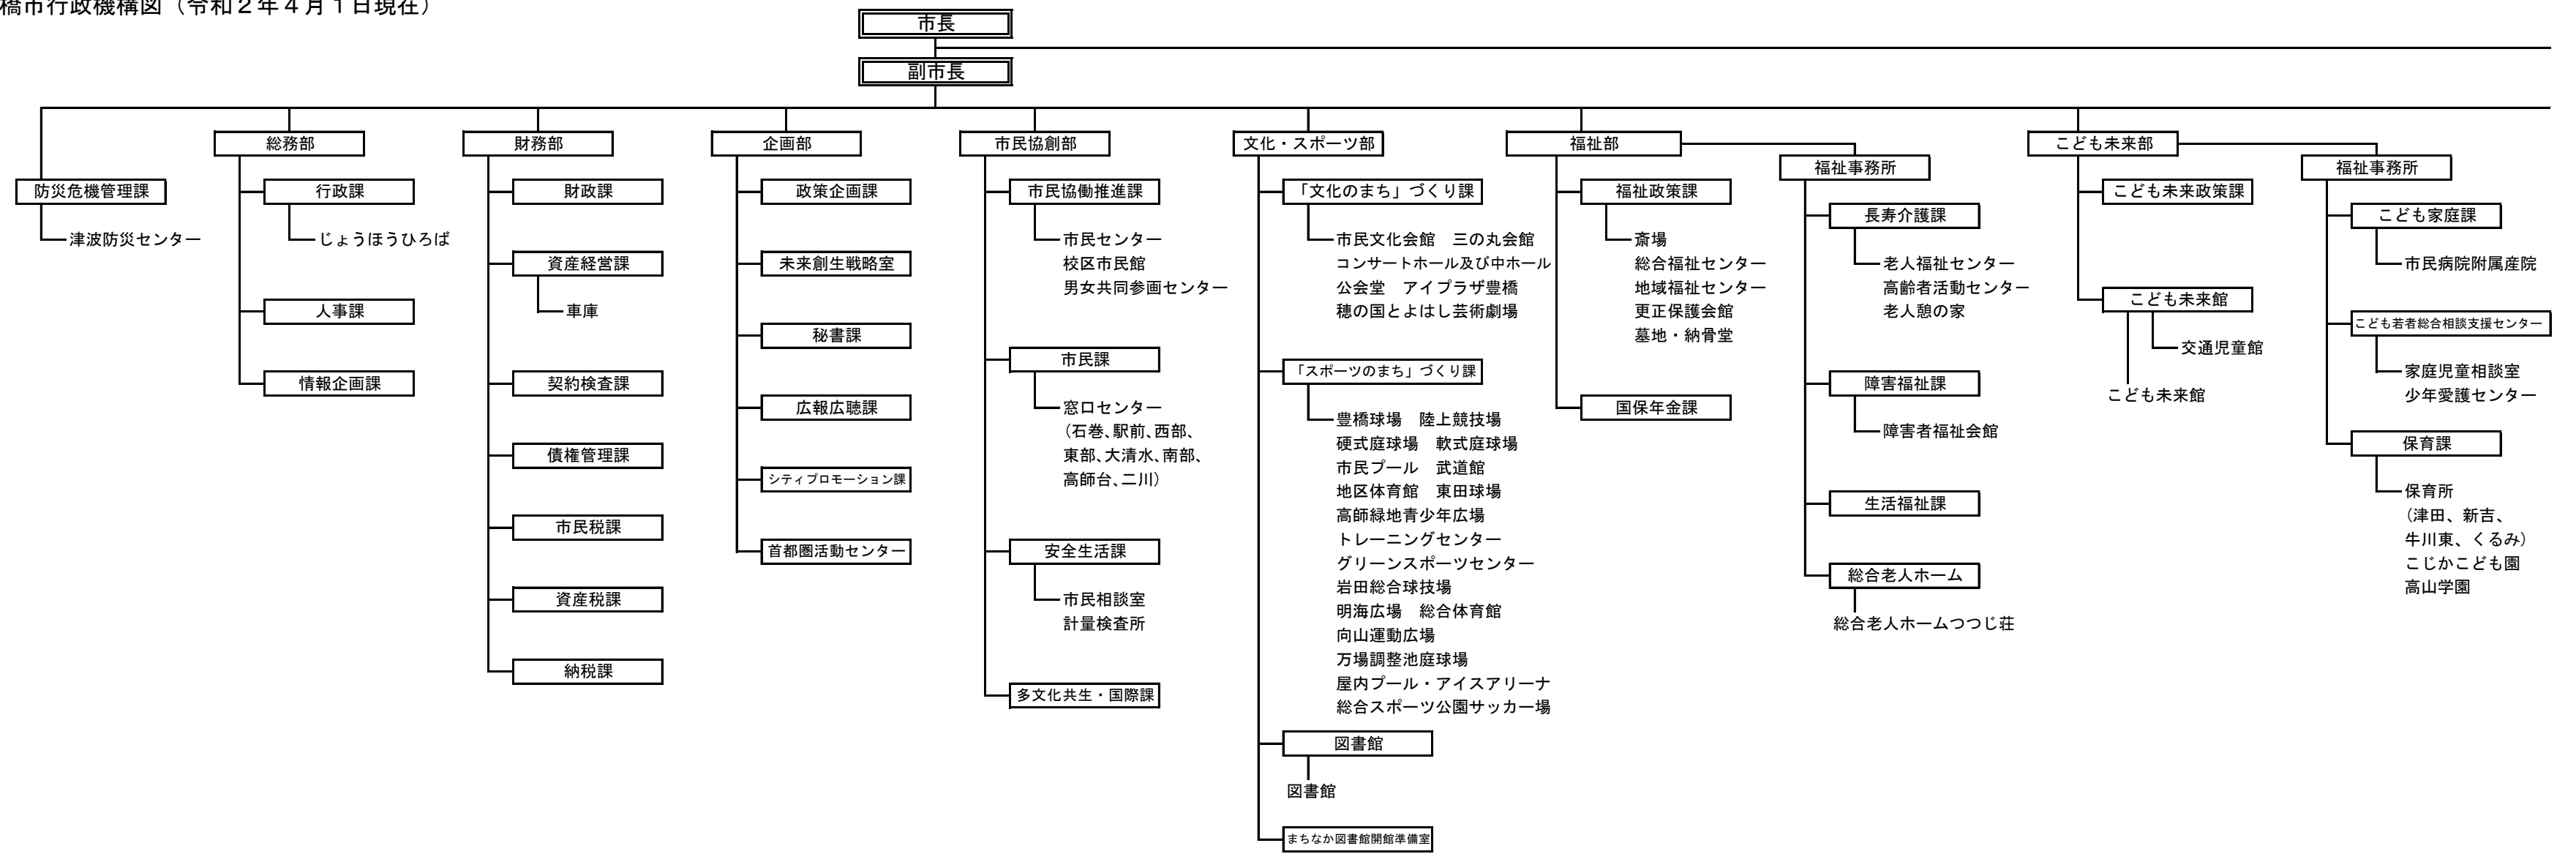 橋市行政機構図（令和２年４月１日現在）
市長
副市長
防災危機管理課
津波防災センター
総務部
行政課
じょうほうひろば
人事課
情報企画課
財務部
財政課
資産経営課
車庫
契約検査課
債権管理課
市民税課
資産税課
納税課
企画部
政策企画課
未来創生戦略室
秘書課
広報広聴課
シティプロモーション課
首都圏活動センター
市民協創部
市民協働推進課
市民センター
校区市民館
男女共同参画センター
市民課
窓口センター
（石巻、駅前、西部、
東部、大清水、南部、
高師台、二川）
安全生活課
市民相談室
計量検査所
多文化共生・国際課
文化・スポーツ部
「文化のまち」づくり課
市民文化会館　三の丸会館
コンサートホール及び中ホール
公会堂　アイプラザ豊橋
穂の国とよはし芸術劇場
「スポーツのまち」づくり課
豊橋球場　陸上競技場
硬式庭球場　軟式庭球場
市民プール　武道館
地区体育館　東田球場
高師緑地青少年広場
トレーニングセンター
グリーンスポーツセンター
岩田総合球技場
明海広場　総合体育館
向山運動広場
万場調整池庭球場
屋内プール・アイスアリーナ
総合スポーツ公園サッカー場
図書館
図書館
まちなか図書館開館準備室
福祉部
福祉政策課
斎場
総合福祉センター
地域福祉センター
更正保護会館
墓地・納骨堂
国保年金課
福祉事務所
長寿介護課
老人福祉センター
高齢者活動センター
老人憩の家
障害福祉課
障害者福祉会館
生活福祉課
総合老人ホーム
総合老人ホームつつじ荘
こども未来部
こども未来政策課
こども未来館
交通児童館
こども未来館
福祉事務所
こども家庭課
市民病院附属産院
こども若者総合相談支援センター
家庭児童相談室
少年愛護センター
保育課
保育所
（津田、新吉、
牛川東、くるみ）
こじかこども園
高山学園